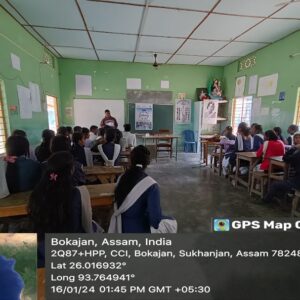 GPS Map C
Bokajan, Assam, India
2Q87+HPP, CCI, Bokajan, Sukhanjan, Assam 78248
Lat 26.016932°
Long 93.764941°
16/01/24 01:45 PM GMT +05:30